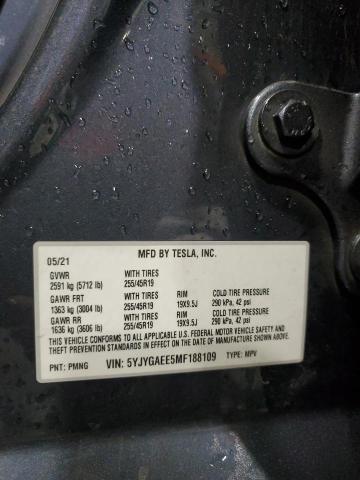 05/21 MFD BY TESLA, INC.
GVWR WITH TIRES
2591 kg (5712 lb) 255/45R19
GAWR FRT WITH TIRES RIM COLD TIRE PRESSURE
1363 kg (3004 lb) 255/45R19 19X9.5J 290 kPa, 42 psi
GAWR RR WITH TIRES RIM COLD TIRE PRESSURE
1636 kg (3606 lb) 255/45R19 19X9.5J 290 kPa, 42 psi
THIS VEHICLE CONFORMS TO ALL APPLICABLE U.S. FEDERAL MOTOR VEHICLE SAFETY AND
THEFT PREVENTION STANDARDS IN EFFECT ON THE DATE OF MANUFACTURE SHOWN
ABOVE.
PNT: PMNG VIN: 5YJYGAEE5MF188109 TYPE: MPV